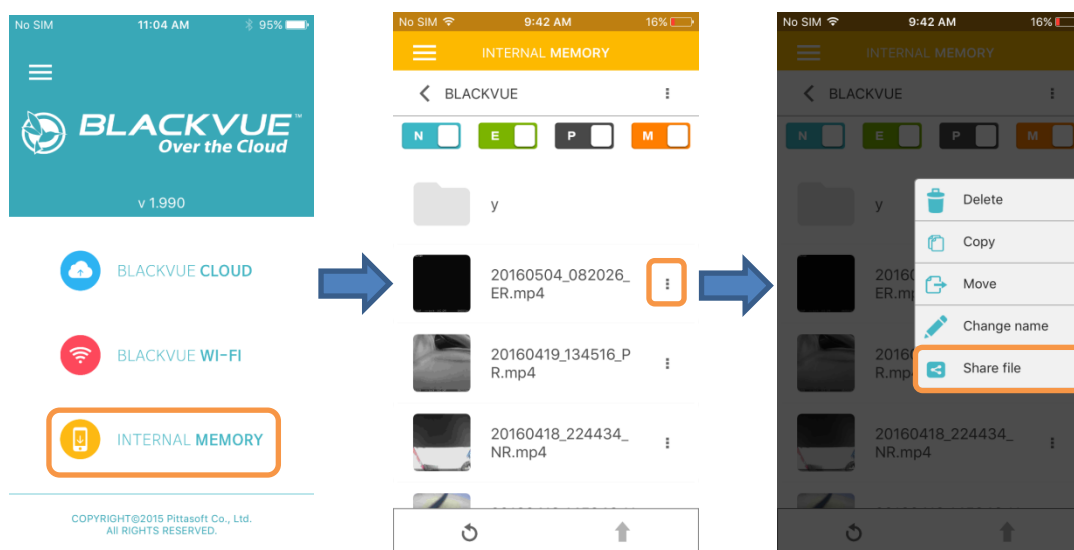 No SIM 11:04 AM 95%
BLACKVUE™
Over the Cloud
v 1.990
BLACKVUE CLOUD
BLACKVUE WI-FI
INTERNAL MEMORY
COPYRIGHT©2015 Pittasoft Co., Ltd.
All RIGHTS RESERVED.
No SIM 9:42 AM 16%
INTERNAL MEMORY
BLACKVUE
N E P M
y
20160504_082026_
ER.mp4
20160419_134516_P
R.mp4
20160418_224434_
NR.mp4
No SIM 9:42 AM 16%
INTERNAL MEMORY
BLACKVUE
N E P M
y
Delete
Copy
Move
Change name
Share file
20160418_224434_
NR.mp4